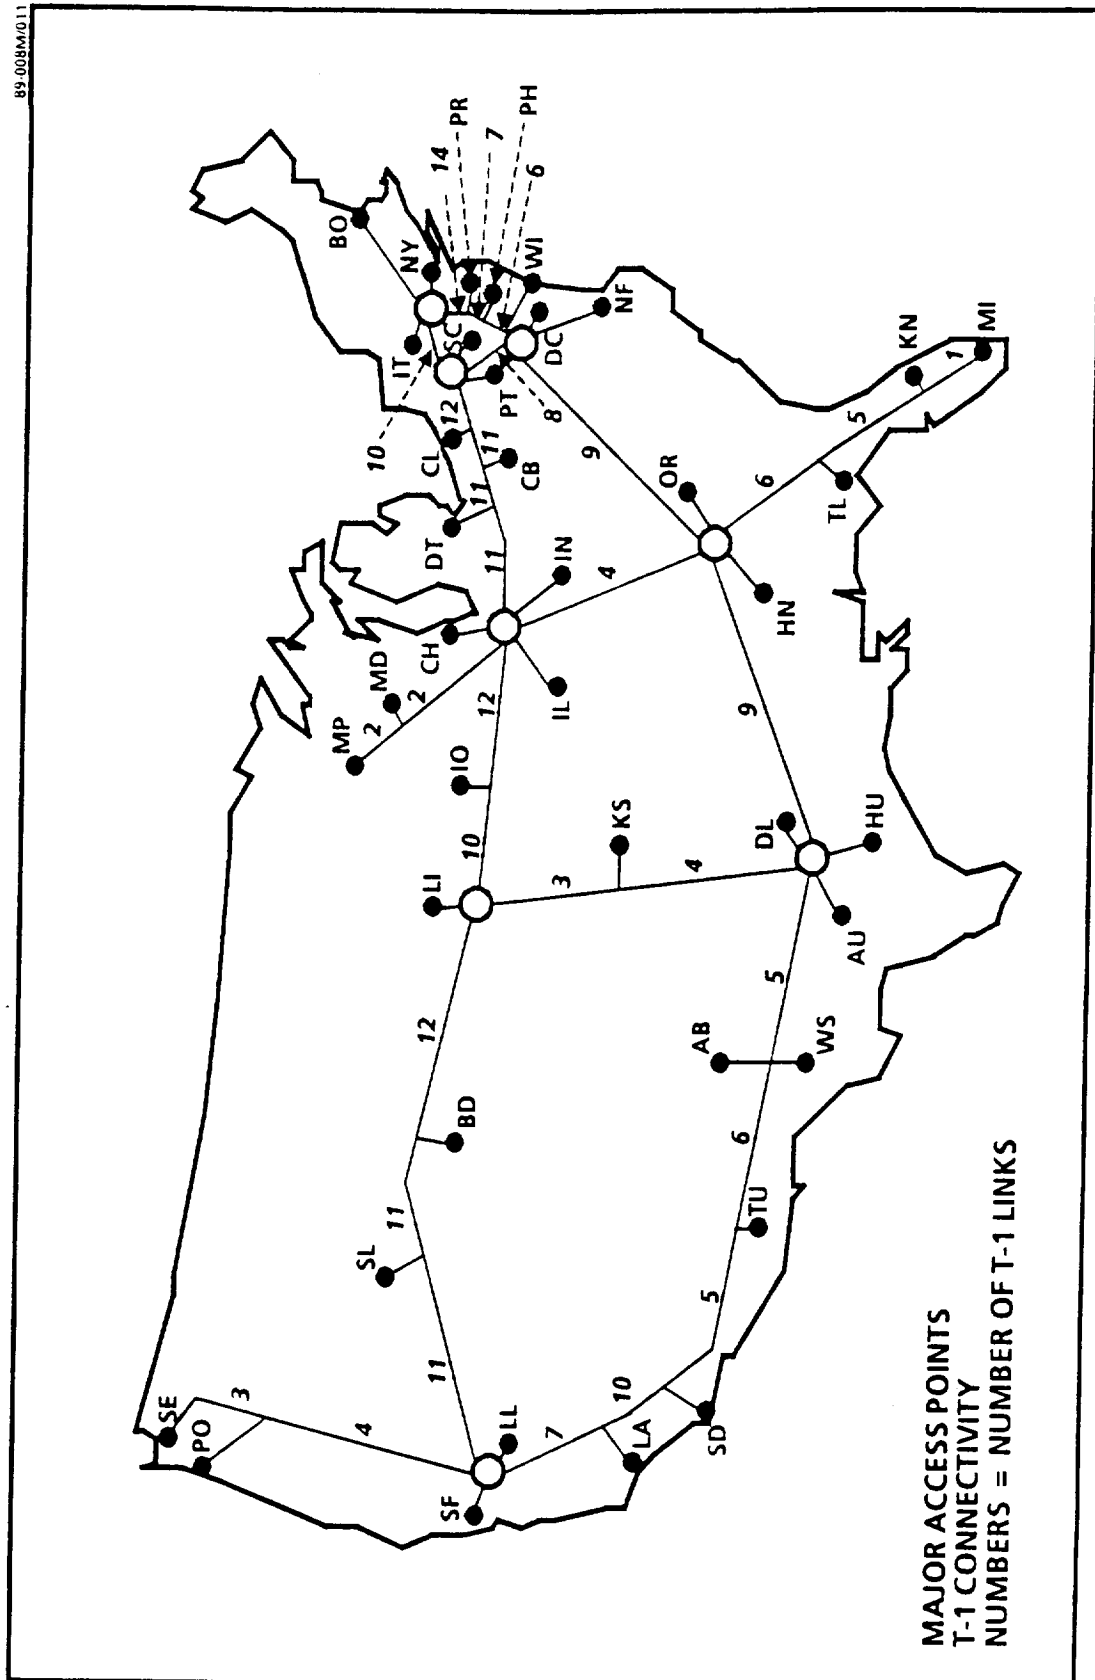 89-008M/011
SE
PO
3
4
SF
LL
11
SL
11
BD
12
LI
10
IO
12
MP
2
MD
2
CH
IL
IN
11
DT
11
CB
11
CL
12
10
IT
NY
BO
SC
PT
8
14
PR
7
PH
6
WI
DC
NF
7
LA
10
SD
5
TU
6
AB
WS
5
AU
DL
HU
3
KS
4
9
4
9
OR
HN
6
TL
5
KN
1
MI
MAJOR ACCESS POINTS
T-1 CONNECTIVITY
NUMBERS = NUMBER OF T-1 LINKS